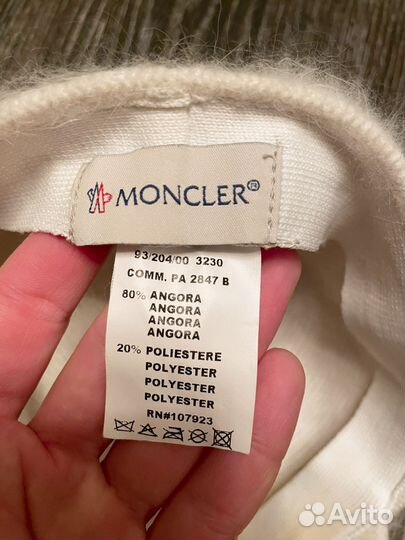 MONCLER®
93/204/00 3230
COMM. PA 2847 B
80% ANGORA
ANGORA
ANGORA
ANGORA
20% POLIESTERE
POLYESTER
POLYESTER
POLYESTER
RN#107923
Avito